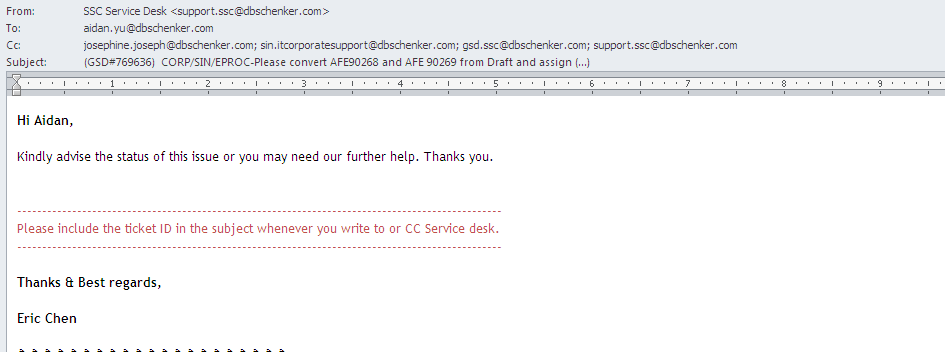 From: SSC Service Desk <support.ssc@dbschenker.com>
To: aidan.yu@dbschenker.com
Cc: josephine.joseph@dbschenker.com; sin.itcorporatesupport@dbschenker.com; gsd.ssc@dbschenker.com; support.ssc@dbschenker.com
Subject: (GSD#769636) CORP/SIN/EPROC-Please convert AFE90268 and AFE 90269 from Draft and assign (...)
1 2 3 4 5 6 7 8 9
Hi Aidan,
Kindly advise the status of this issue or you may need our further help. Thanks you.
Please include the ticket ID in the subject whenever you write to or CC Service desk.
Thanks & Best regards,
Eric Chen